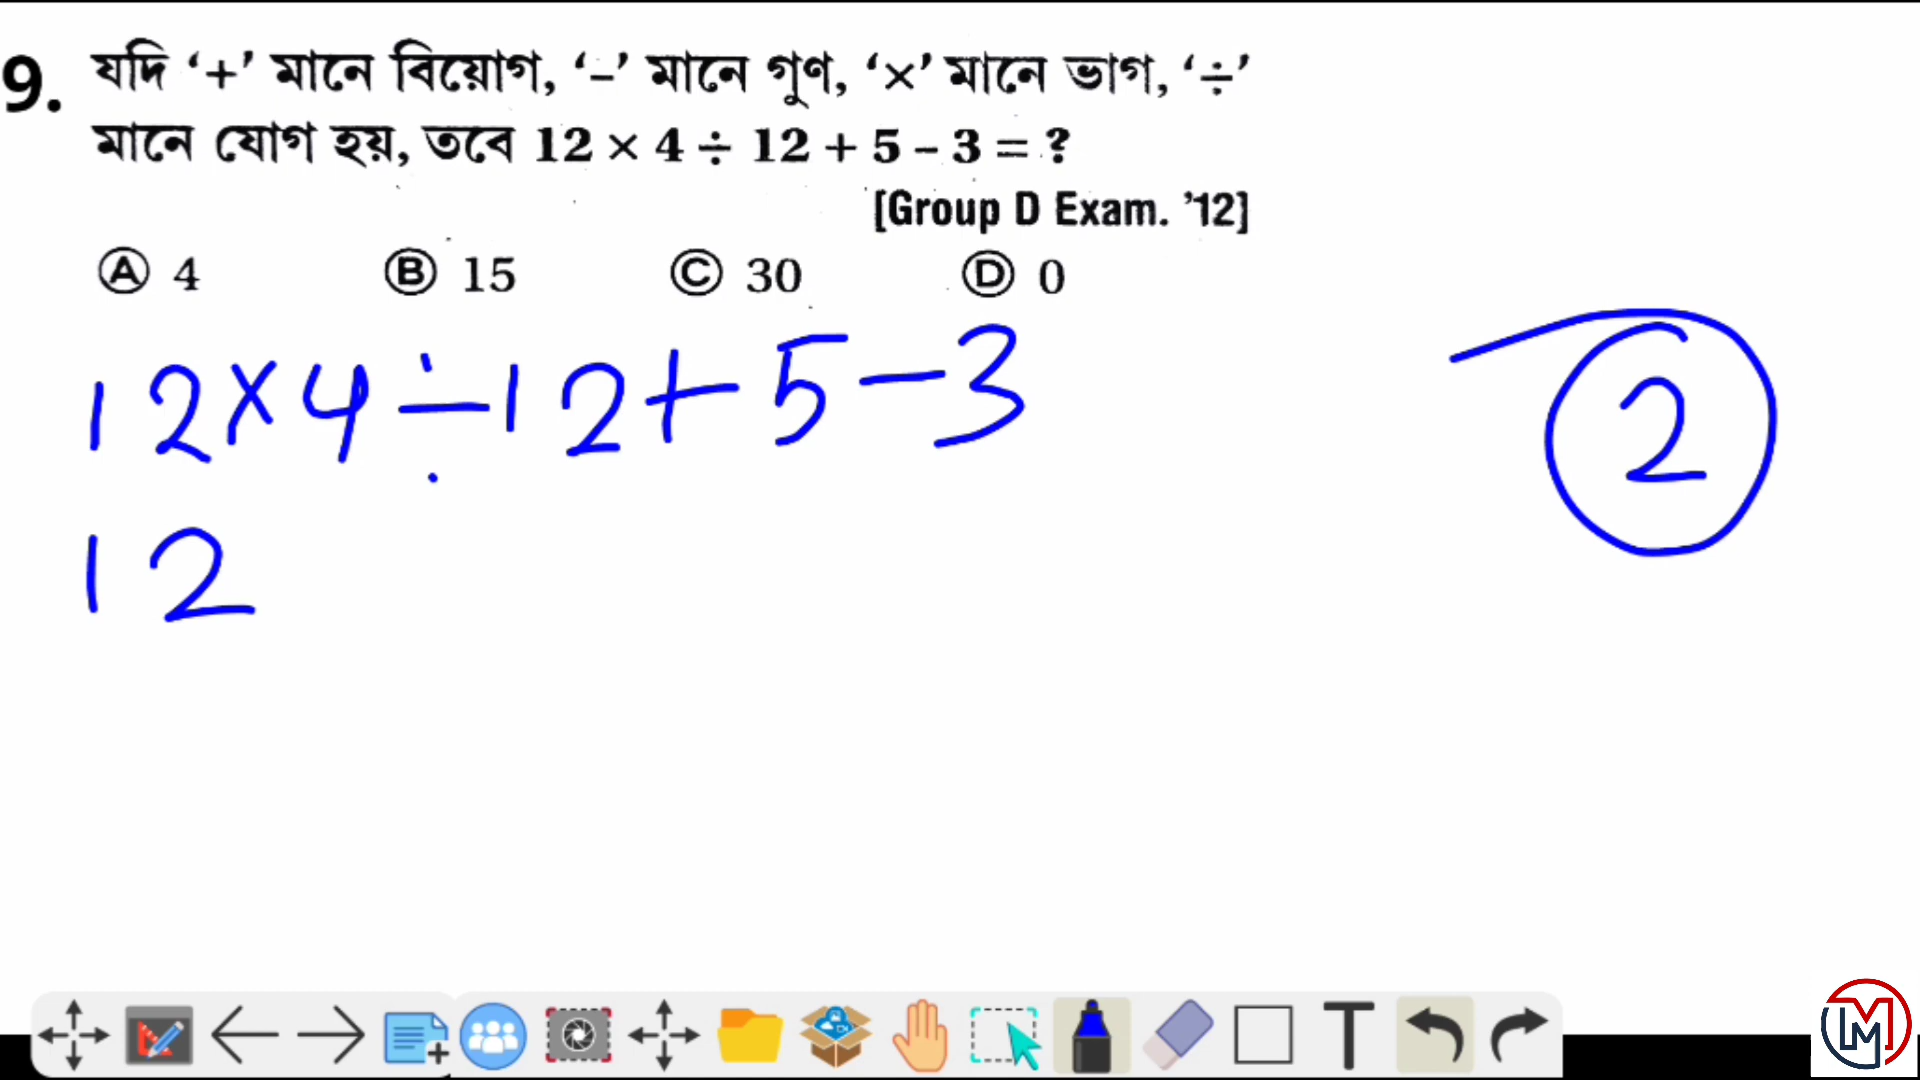 9. যদি ‘+’ মানে বিয়োগ, ‘–’ মানে গুণ, ‘×’ মানে ভাগ, ‘÷’
মানে যোগ হয়, তবে 12 × 4 ÷ 12 + 5 – 3 = ?
[Group D Exam. ’12]
Ⓐ 4 Ⓑ 15 Ⓒ 30 Ⓓ 0
12×4÷12+5−3
2
12